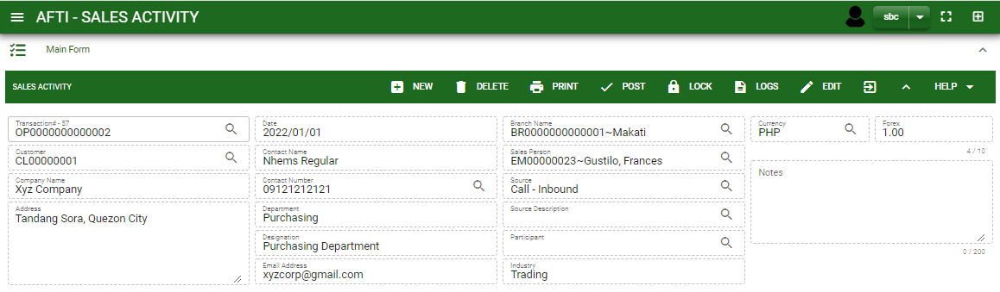 AFTI - SALES ACTIVITY
sbc
Main Form
SALES ACTIVITY
NEW
DELETE
PRINT
POST
LOCK
LOGS
EDIT
HELP
Transaction# - 57
OP0000000000002
Customer
CL00000001
Company Name
Xyz Company
Address
Tandang Sora, Quezon City
Date
2022/01/01
Contact Name
Nhems Regular
Contact Number
09121212121
Department
Purchasing
Designation
Purchasing Department
Email Address
xyzcorp@gmail.com
Branch Name
BR0000000000001~Makati
Sales Person
EM00000023~Gustilo, Frances
Source
Call - Inbound
Source Description
Participant
Industry
Trading
Currency
PHP
Forex
1.00
4 / 10
Notes
0 / 200